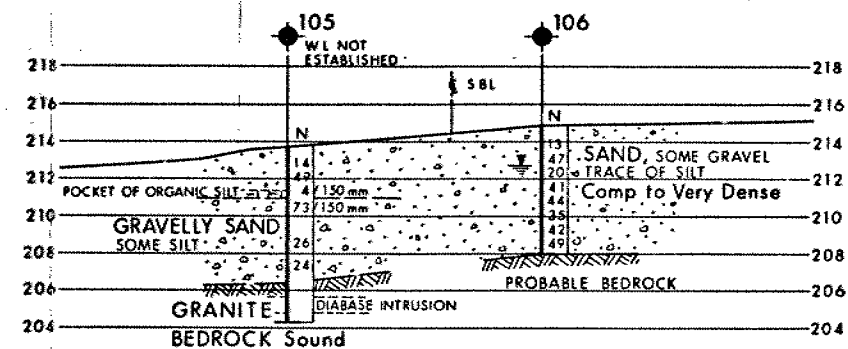 105
W L NOT
ESTABLISHED
106
218
218
SBL
216
216
N
N
214
214
14
13
49
47
SAND, SOME GRAVEL
20
TRACE OF SILT
212
212
POCKET OF ORGANIC SILT
4/150 mm
41
Comp to Very Dense
73/150 mm
44
210
210
35
GRAVELLY SAND
42
SOME SILT
26
49
208
208
24
PROBABLE BEDROCK
206
206
GRANITE
DIABASE INTRUSION
204
204
BEDROCK Sound